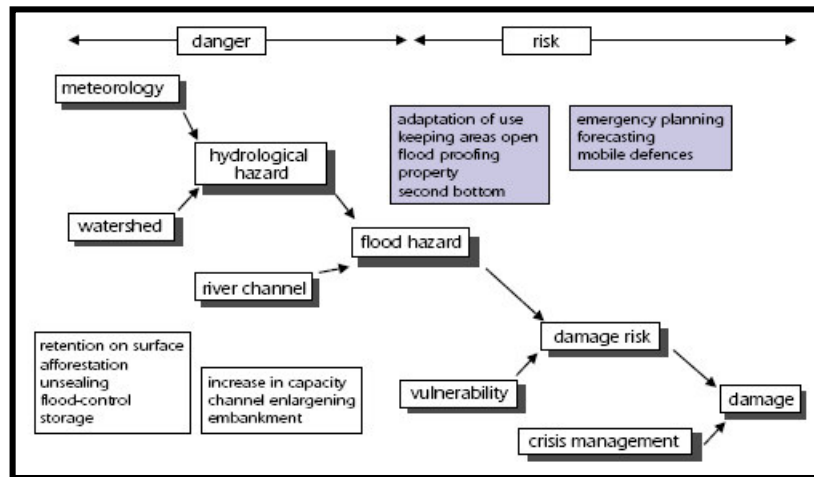 danger
risk
meteorology
adaptation of use
keeping areas open
flood proofing
property
second bottom
emergency planning
forecasting
mobile defences
hydrological
hazard
watershed
flood hazard
river channel
damage risk
retention on surface
afforestation
unsealing
flood-control
storage
increase in capacity
channel enlargening
embankment
vulnerability
damage
crisis management